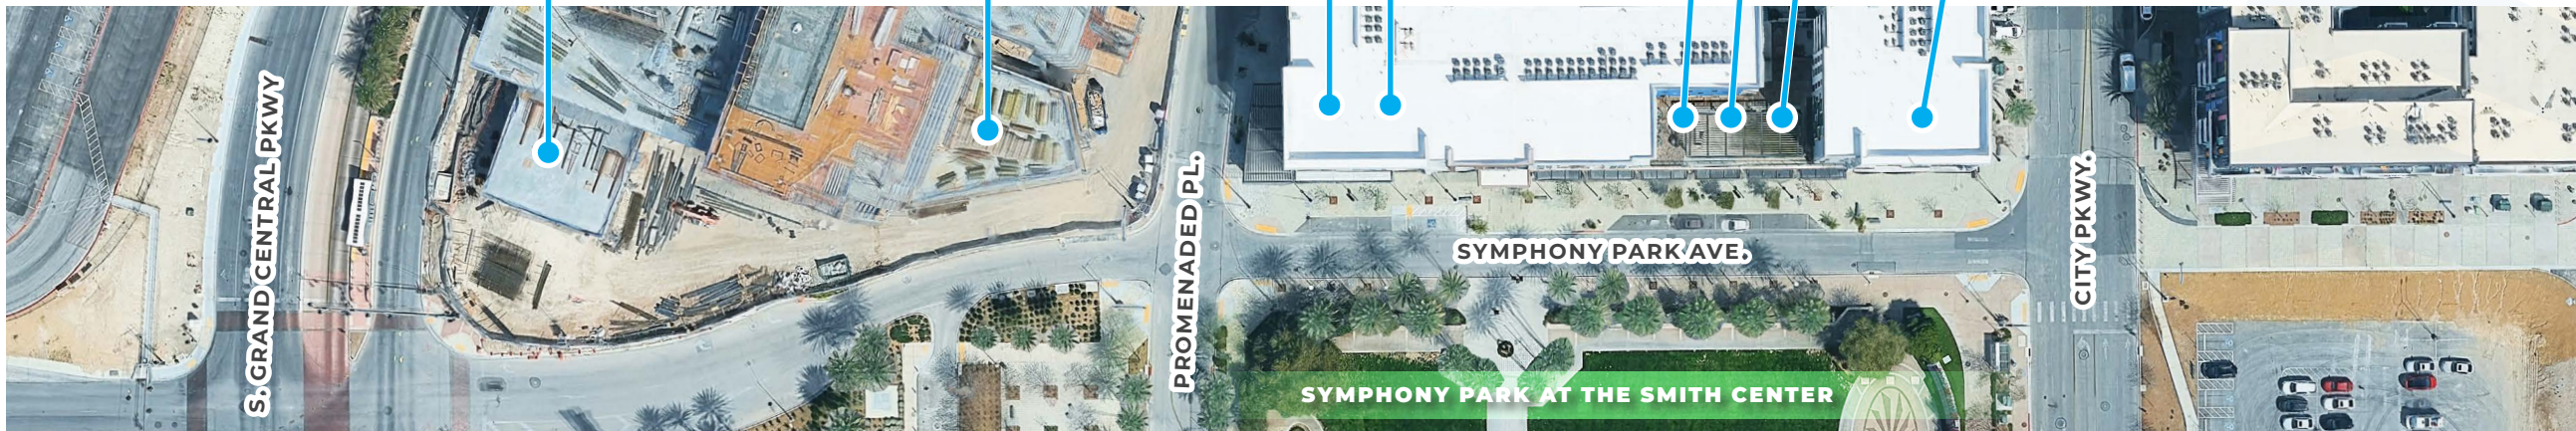 S. GRAND CENTRAL PKWY
PROMENADED PL.
SYMPHONY PARK AVE.
CITY PKWY.
SYMPHONY PARK AT THE SMITH CENTER